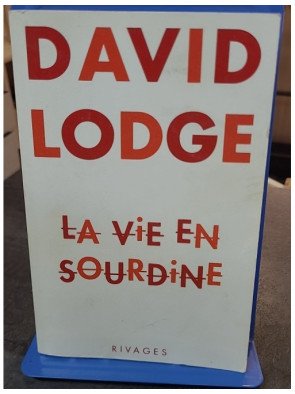 DAVID
LODGE
LA ViE EN
SOURDiNE
RIVAGES